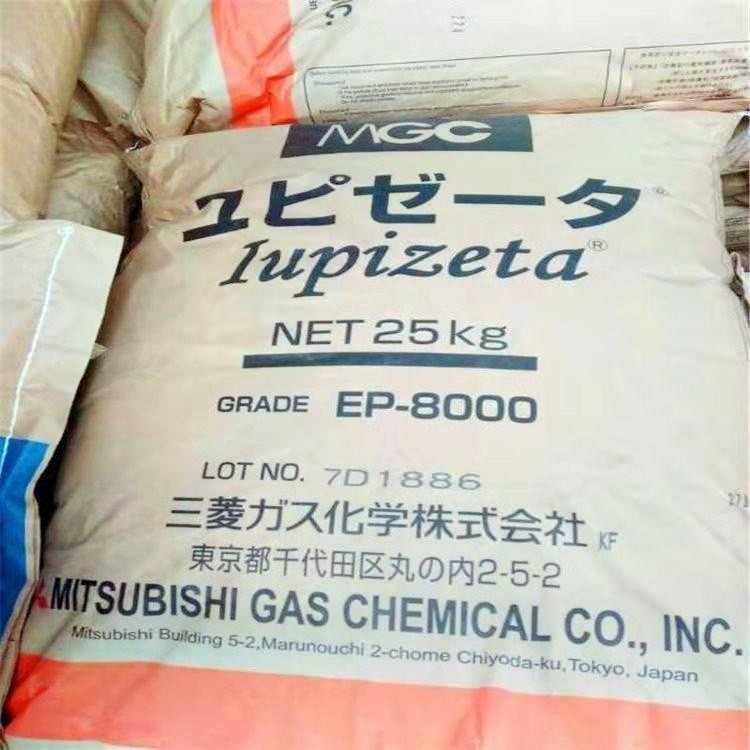 MGC
ユピゼータ®
Iupizeta®
NET 25kg
GRADE EP-8000
LOT NO. 7D1886
三菱ガス化学株式会社 KF
東京都千代田区丸の内2-5-2
MITSUBISHI GAS CHEMICAL CO., INC.
Mitsubishi Building 5-2,Marunouchi 2-chome Chiyoda-ku,Tokyo, Japan